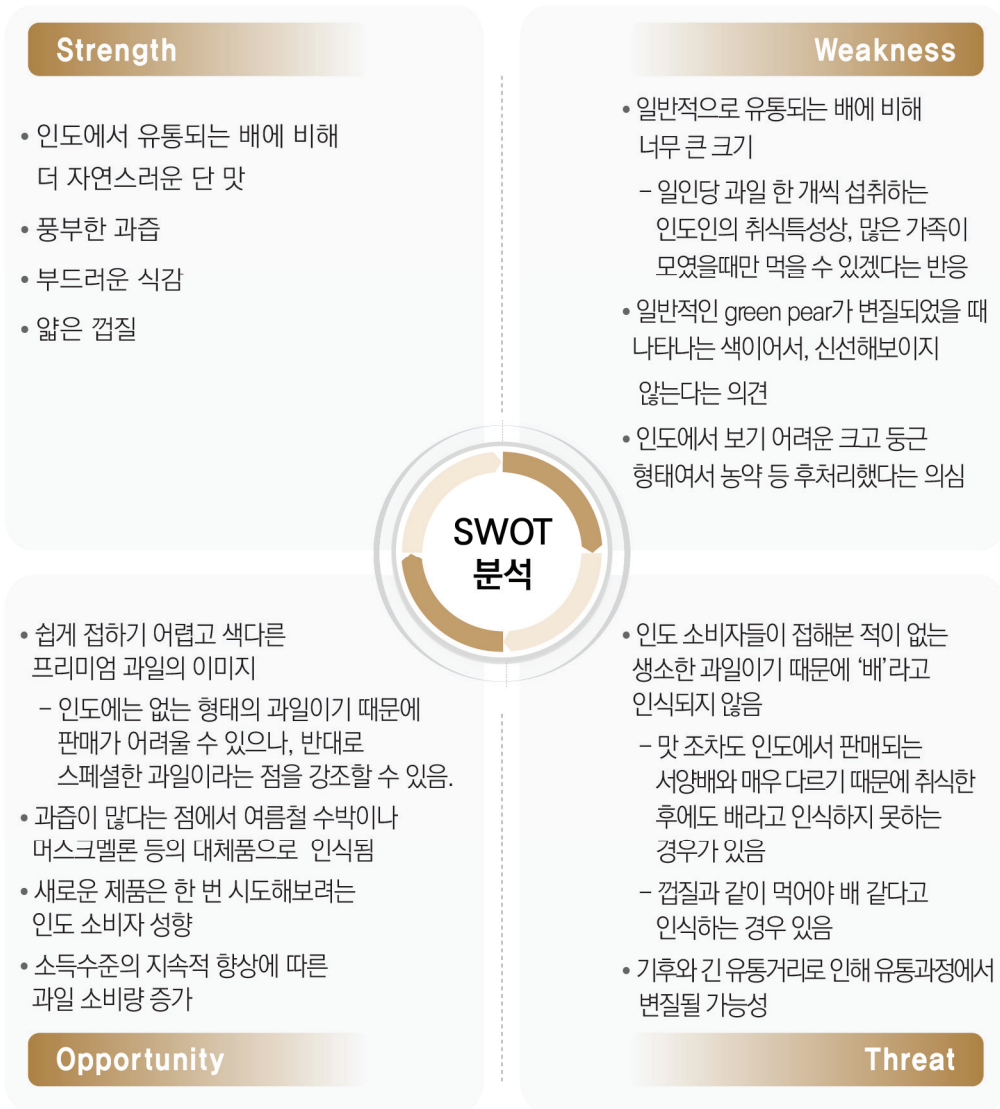 Strength
• 인도에서 유통되는 배에 비해
더 자연스러운 단 맛
• 풍부한 과즙
• 부드러운 식감
• 얇은 껍질
Weakness
• 일반적으로 유통되는 배에 비해
너무 큰 크기
– 일인당 과일 한 개씩 섭취하는
인도인의 취식특성상, 많은 가족이
모였을때만 먹을 수 있겠다는 반응
• 일반적인 green pear가 변질되었을 때
나타나는 색이어서, 신선해보이지
않는다는 의견
• 인도에서 보기 어려운 크고 둥근
형태여서 농약 등 후처리했다는 의심
SWOT
분석
• 쉽게 접하기 어렵고 색다른
프리미엄 과일의 이미지
– 인도에는 없는 형태의 과일이기 때문에
판매가 어려울 수 있으나, 반대로
스페셜한 과일이라는 점을 강조할 수 있음.
• 과즙이 많다는 점에서 여름철 수박이나
머스크멜론 등의 대체품으로 인식됨
• 새로운 제품은 한 번 시도해보려는
인도 소비자 성향
• 소득수준의 지속적 향상에 따른
과일 소비량 증가
Opportunity
• 인도 소비자들이 접해본 적이 없는
생소한 과일이기 때문에 ‘배’라고
인식되지 않음
– 맛 조차도 인도에서 판매되는
서양배와 매우 다르기 때문에 취식한
후에도 배라고 인식하지 못하는
경우가 있음
– 껍질과 같이 먹어야 배 같다고
인식하는 경우 있음
• 기후와 긴 유통거리로 인해 유통과정에서
변질될 가능성
Threat